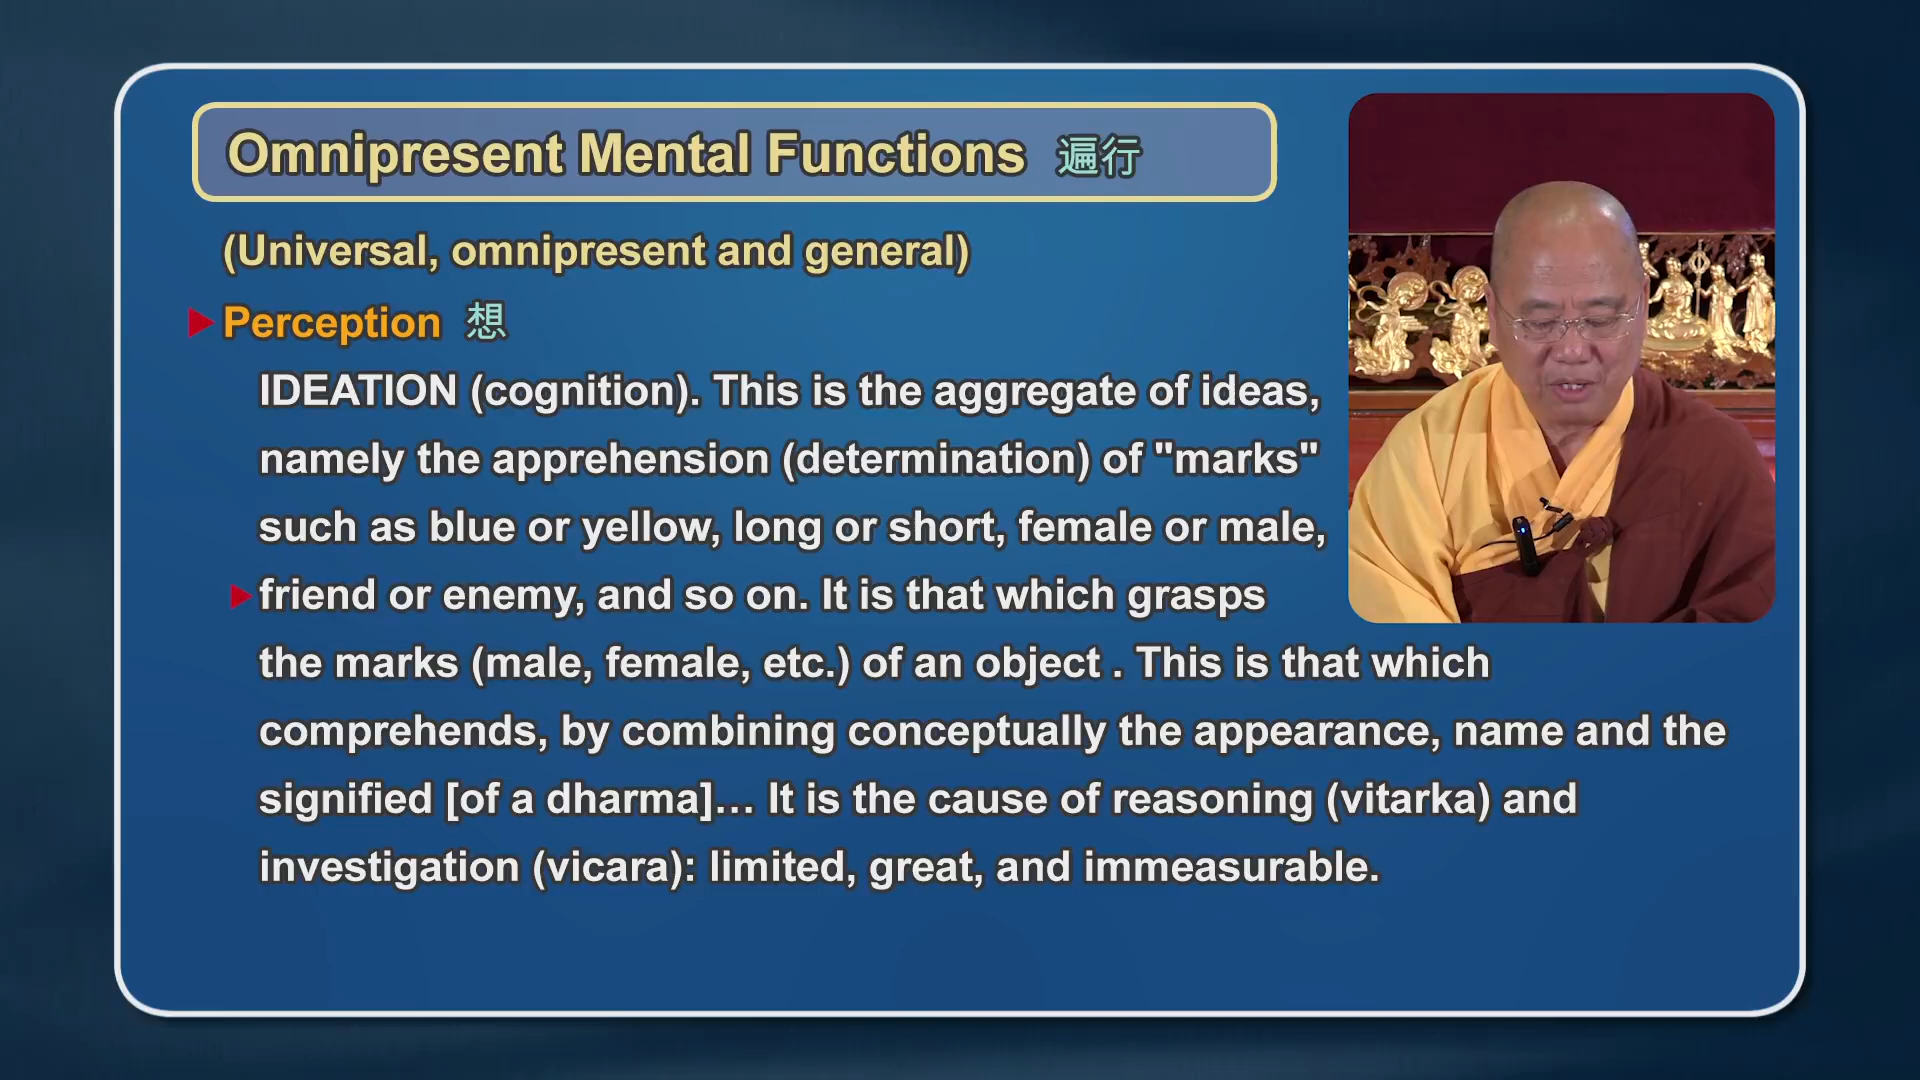 Omnipresent Mental Functions 遍行
(Universal, omnipresent and general)
Perception 想
IDEATION (cognition). This is the aggregate of ideas,
namely the apprehension (determination) of "marks"
such as blue or yellow, long or short, female or male,
friend or enemy, and so on. It is that which grasps
the marks (male, female, etc.) of an object . This is that which
comprehends, by combining conceptually the appearance, name and the
signified [of a dharma]… It is the cause of reasoning (vitarka) and
investigation (vicara): limited, great, and immeasurable.